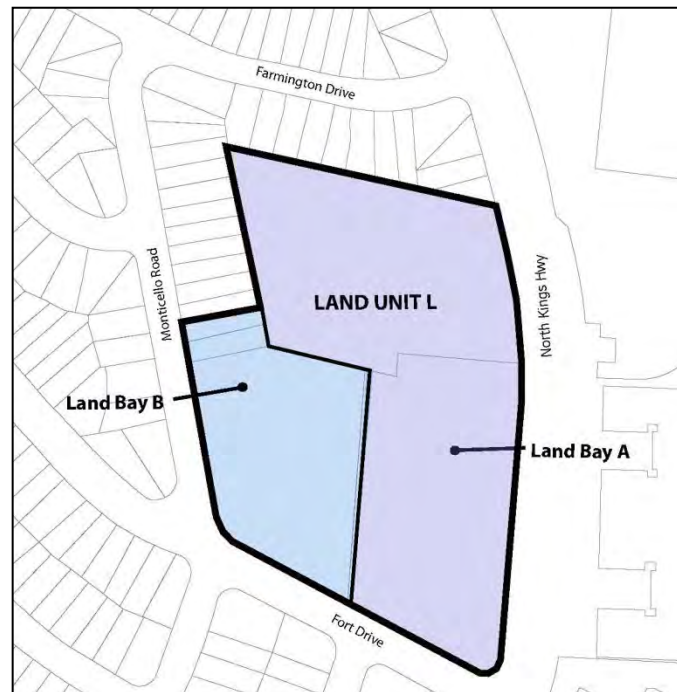 Farmington Drive
Monticello Road
North Kings Hwy
LAND UNIT L
Land Bay B
Land Bay A
Fort Drive